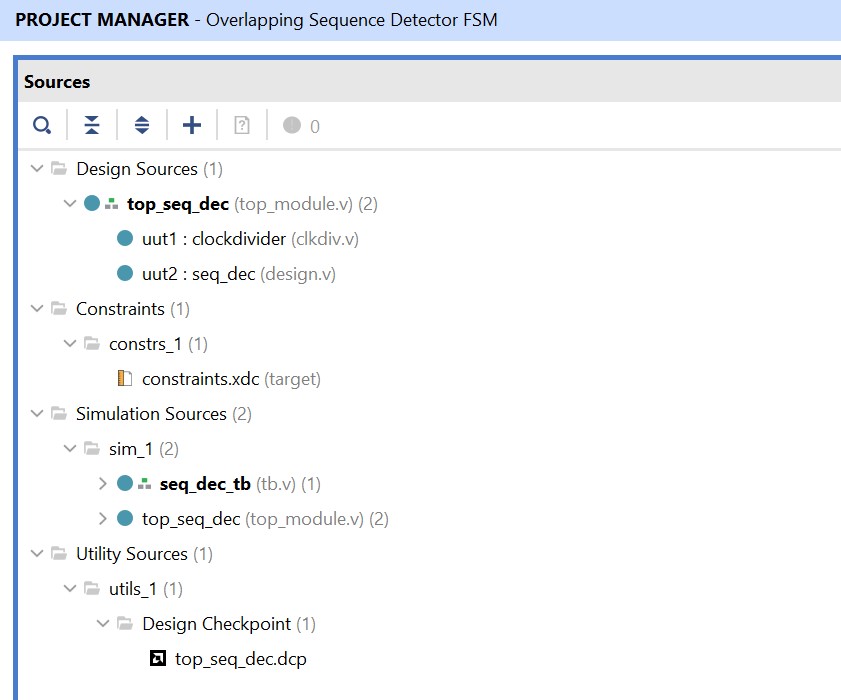 PROJECT MANAGER - Overlapping Sequence Detector FSM
Sources
? 0
Design Sources (1)
top_seq_dec (top_module.v) (2)
uut1 : clockdivider (clkdiv.v)
uut2 : seq_dec (design.v)
Constraints (1)
constrs_1 (1)
constraints.xdc (target)
Simulation Sources (2)
sim_1 (2)
seq_dec_tb (tb.v) (1)
top_seq_dec (top_module.v) (2)
Utility Sources (1)
utils_1 (1)
Design Checkpoint (1)
top_seq_dec.dcp